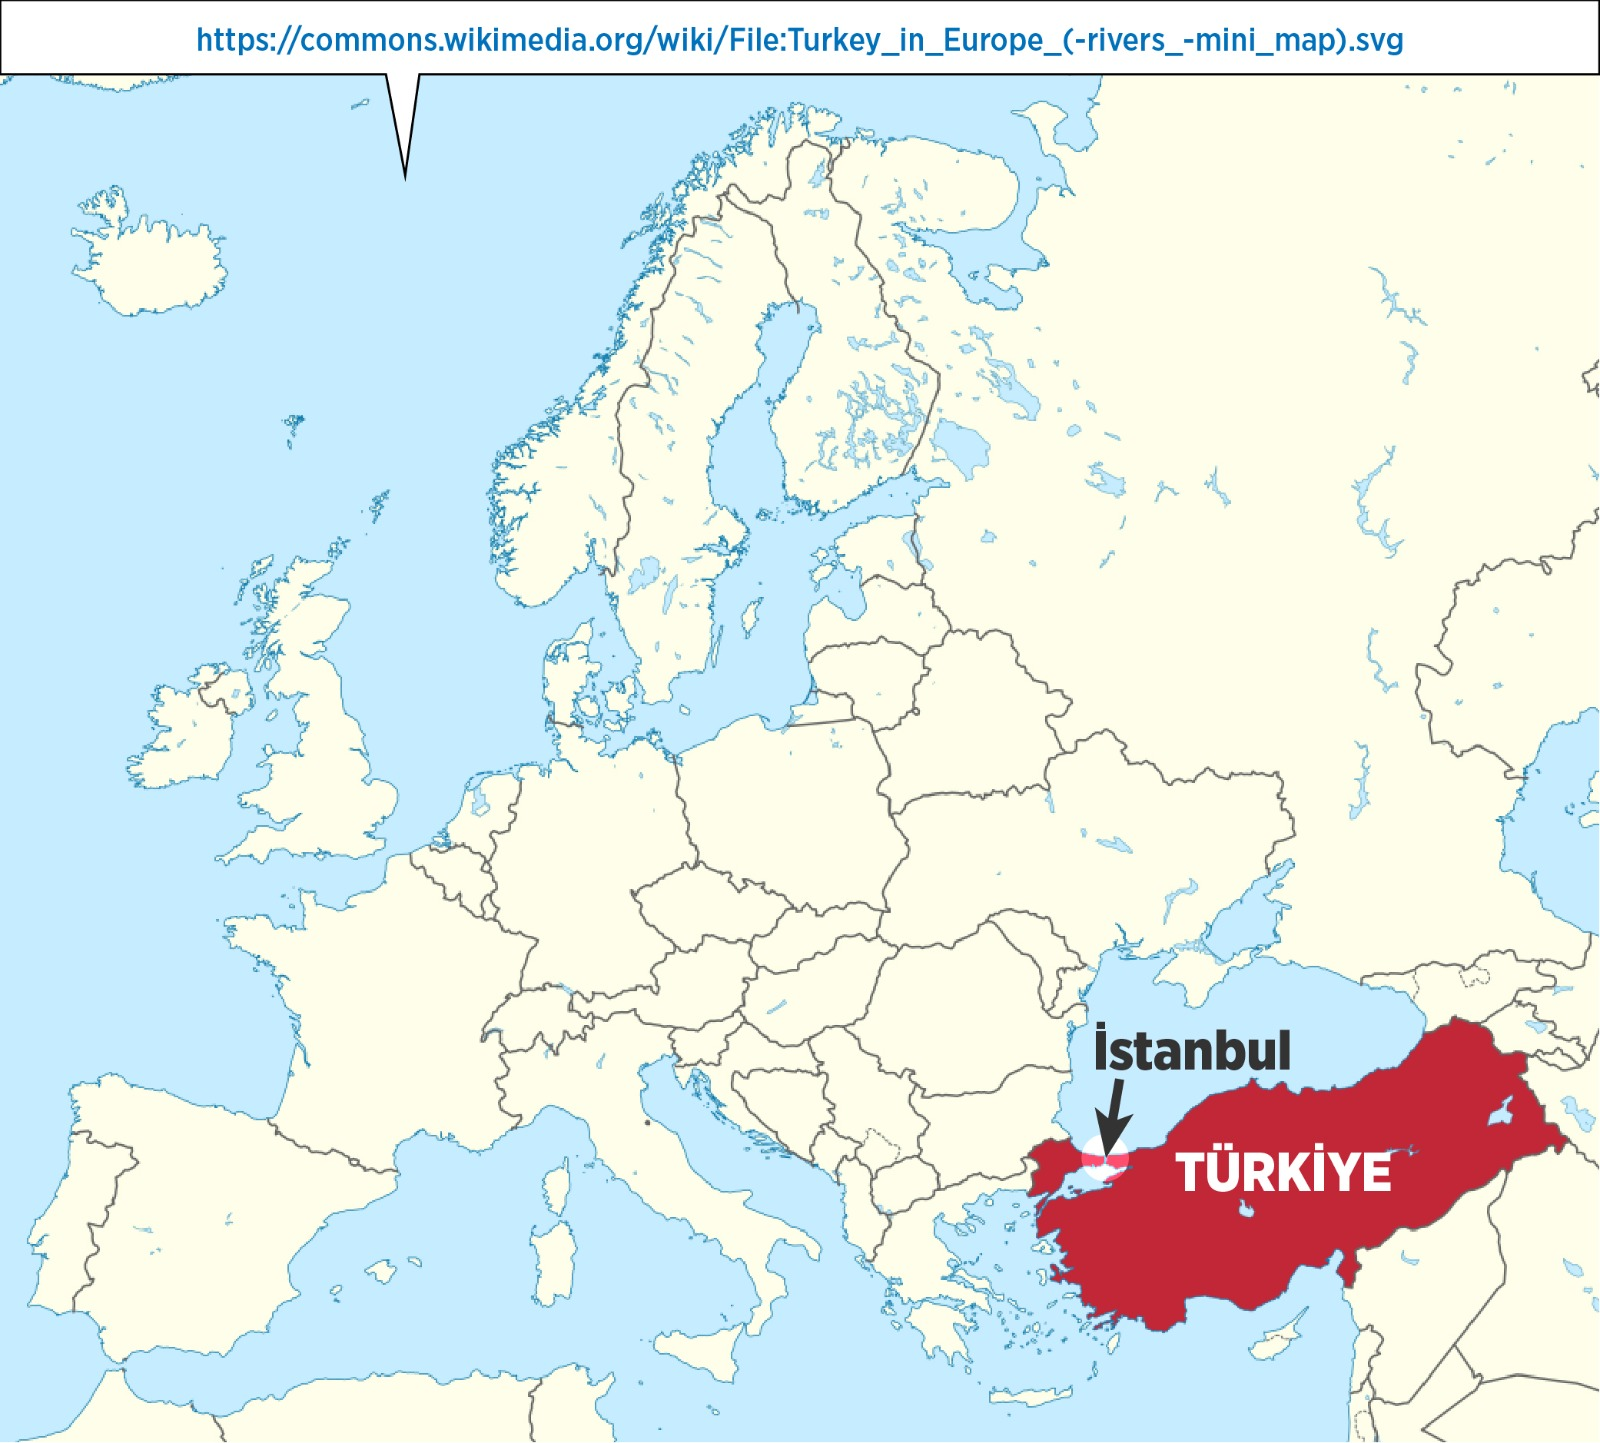 https://commons.wikimedia.org/wiki/File:Turkey_in_Europe_(-rivers_-mini_map).svg
İstanbul
TÜRKİYE